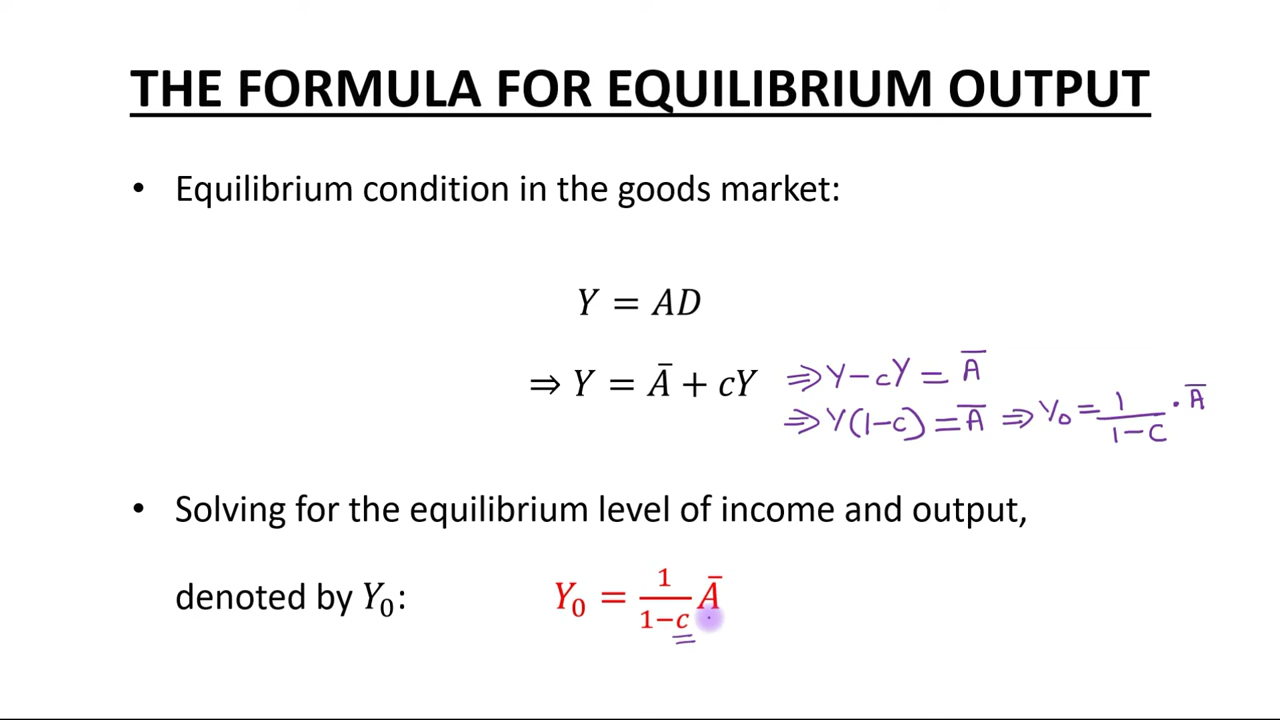 THE FORMULA FOR EQUILIBRIUM OUTPUT
• Equilibrium condition in the goods market:
Y = AD
⇒ Y = Ā + cY ⇒ Y − cY = Ā
⇒ Y(1−c) = Ā ⇒ Y₀ = 1/(1−c) · Ā
• Solving for the equilibrium level of income and output,
denoted by Y₀: Y₀ = 1/(1−c) Ā